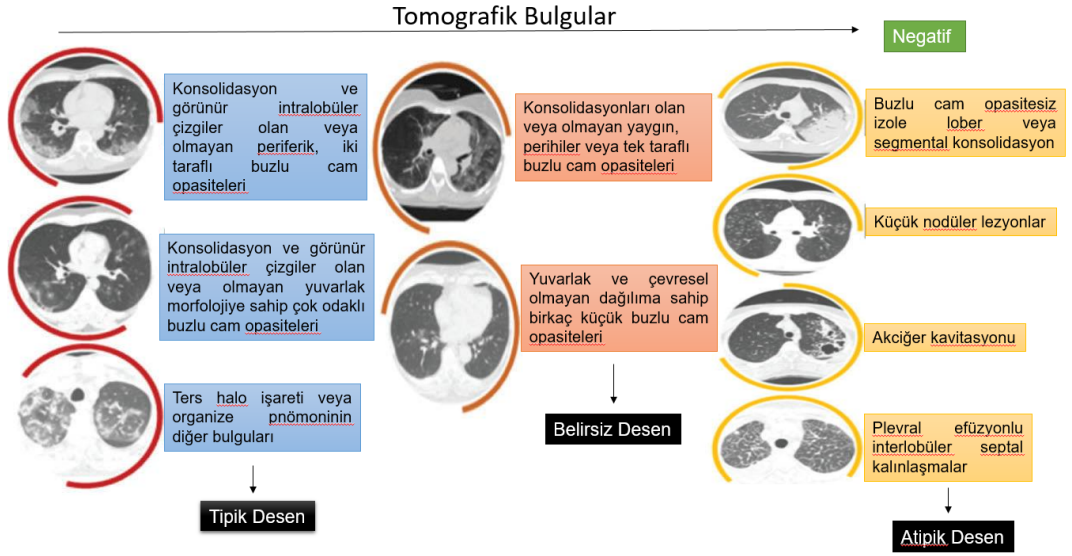 Tomografik Bulgular
Negatif
Konsolidasyon ve
görünür intralobüler
çizgiler olan veya
olmayan periferik, iki
taraflı buzlu cam
opasiteleri
Konsolidasyon ve görünür
intralobüler çizgiler olan
veya olmayan yuvarlak
morfolojiye sahip çok odaklı
buzlu cam opasiteleri
Ters halo işareti veya
organize pnömoninin
diğer bulguları
Tipik Desen
Konsolidasyonları olan
veya olmayan yaygın,
perihiler veya tek taraflı
buzlu cam opasiteleri
Yuvarlak ve çevresel
olmayan dağılıma sahip
birkaç küçük buzlu cam
opasiteleri
Belirsiz Desen
Buzlu cam opasitesiz
izole lober veya
segmental konsolidasyon
Küçük nodüler lezyonlar
Akciğer kavitasyonu
Plevral efüzyonlu
interlobüler septal
kalınlaşmalar
Atipik Desen